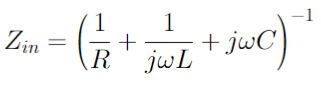 Z_{in} = \left( \frac{1}{R} + \frac{1}{j\omega L} + j\omega C \right)^{-1}